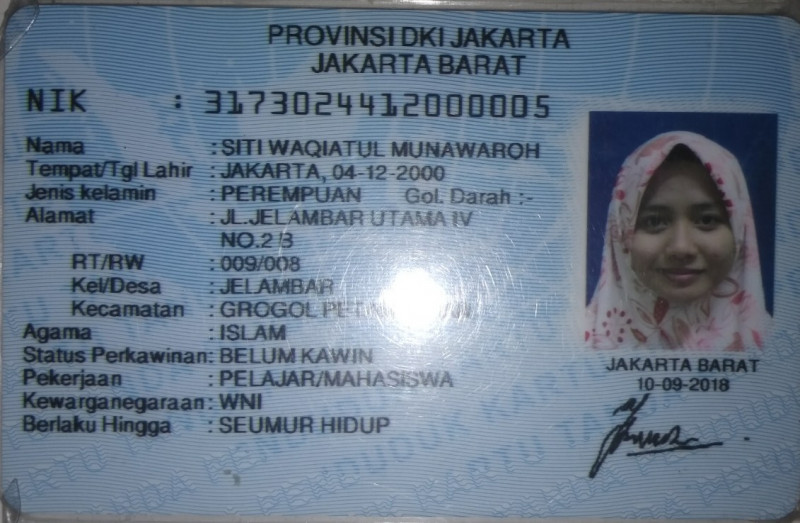 PROVINSI DKI JAKARTA
JAKARTA BARAT
NIK : 3173024412000005
Nama : SITI WAQIATUL MUNAWAROH
Tempat/Tgl Lahir : JAKARTA, 04-12-2000
Jenis kelamin : PEREMPUAN Gol. Darah :-
Alamat : JL.JELAMBAR UTAMA IV
NO.2 B
RT/RW : 009/008
Kel/Desa : JELAMBAR
Kecamatan : GROGOL
Agama : ISLAM
Status Perkawinan: BELUM KAWIN
Pekerjaan : PELAJAR/MAHASISWA
Kewarganegaraan: WNI
Berlaku Hingga : SEUMUR HIDUP
JAKARTA BARAT
10-09-2018